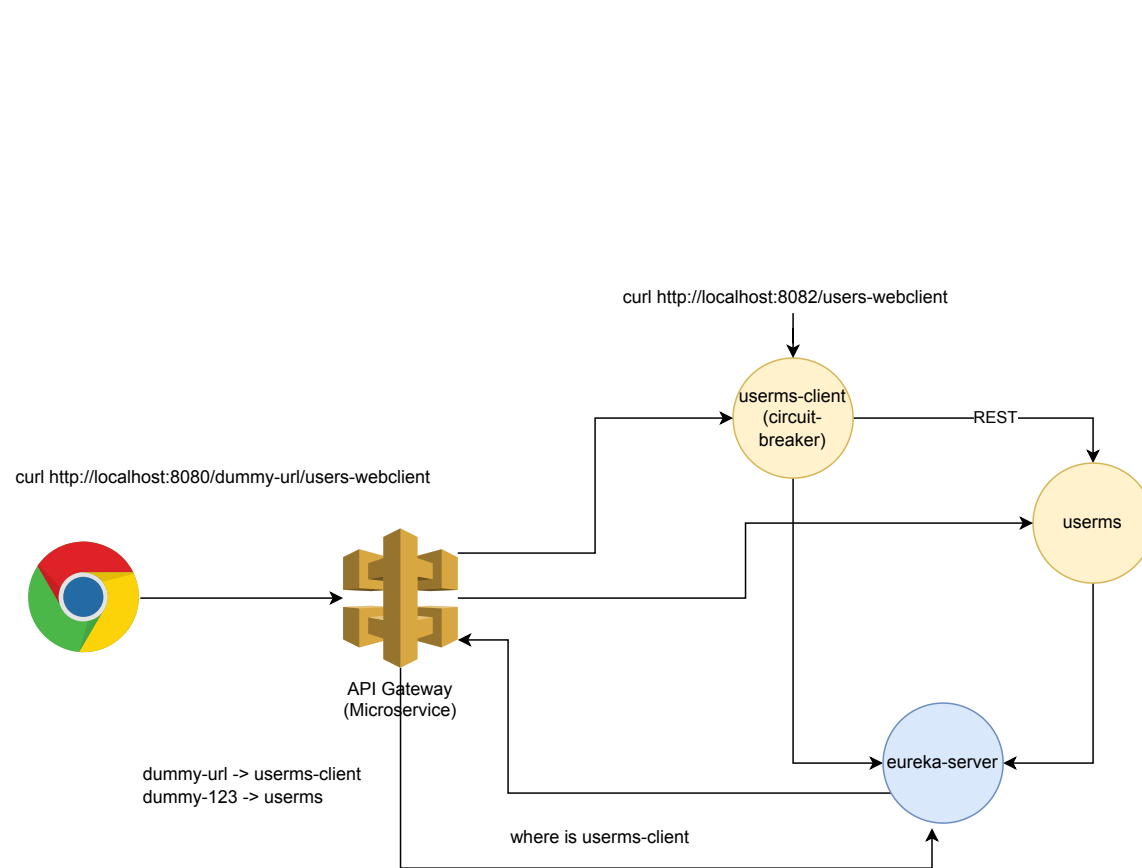 curl http://localhost:8082/users-webclient
userms-client
(circuit-
breaker)
REST
curl http://localhost:8080/dummy-url/users-webclient
userms
API Gateway
(Microservice)
eureka-server
dummy-url -> userms-client
dummy-123 -> userms
where is userms-client